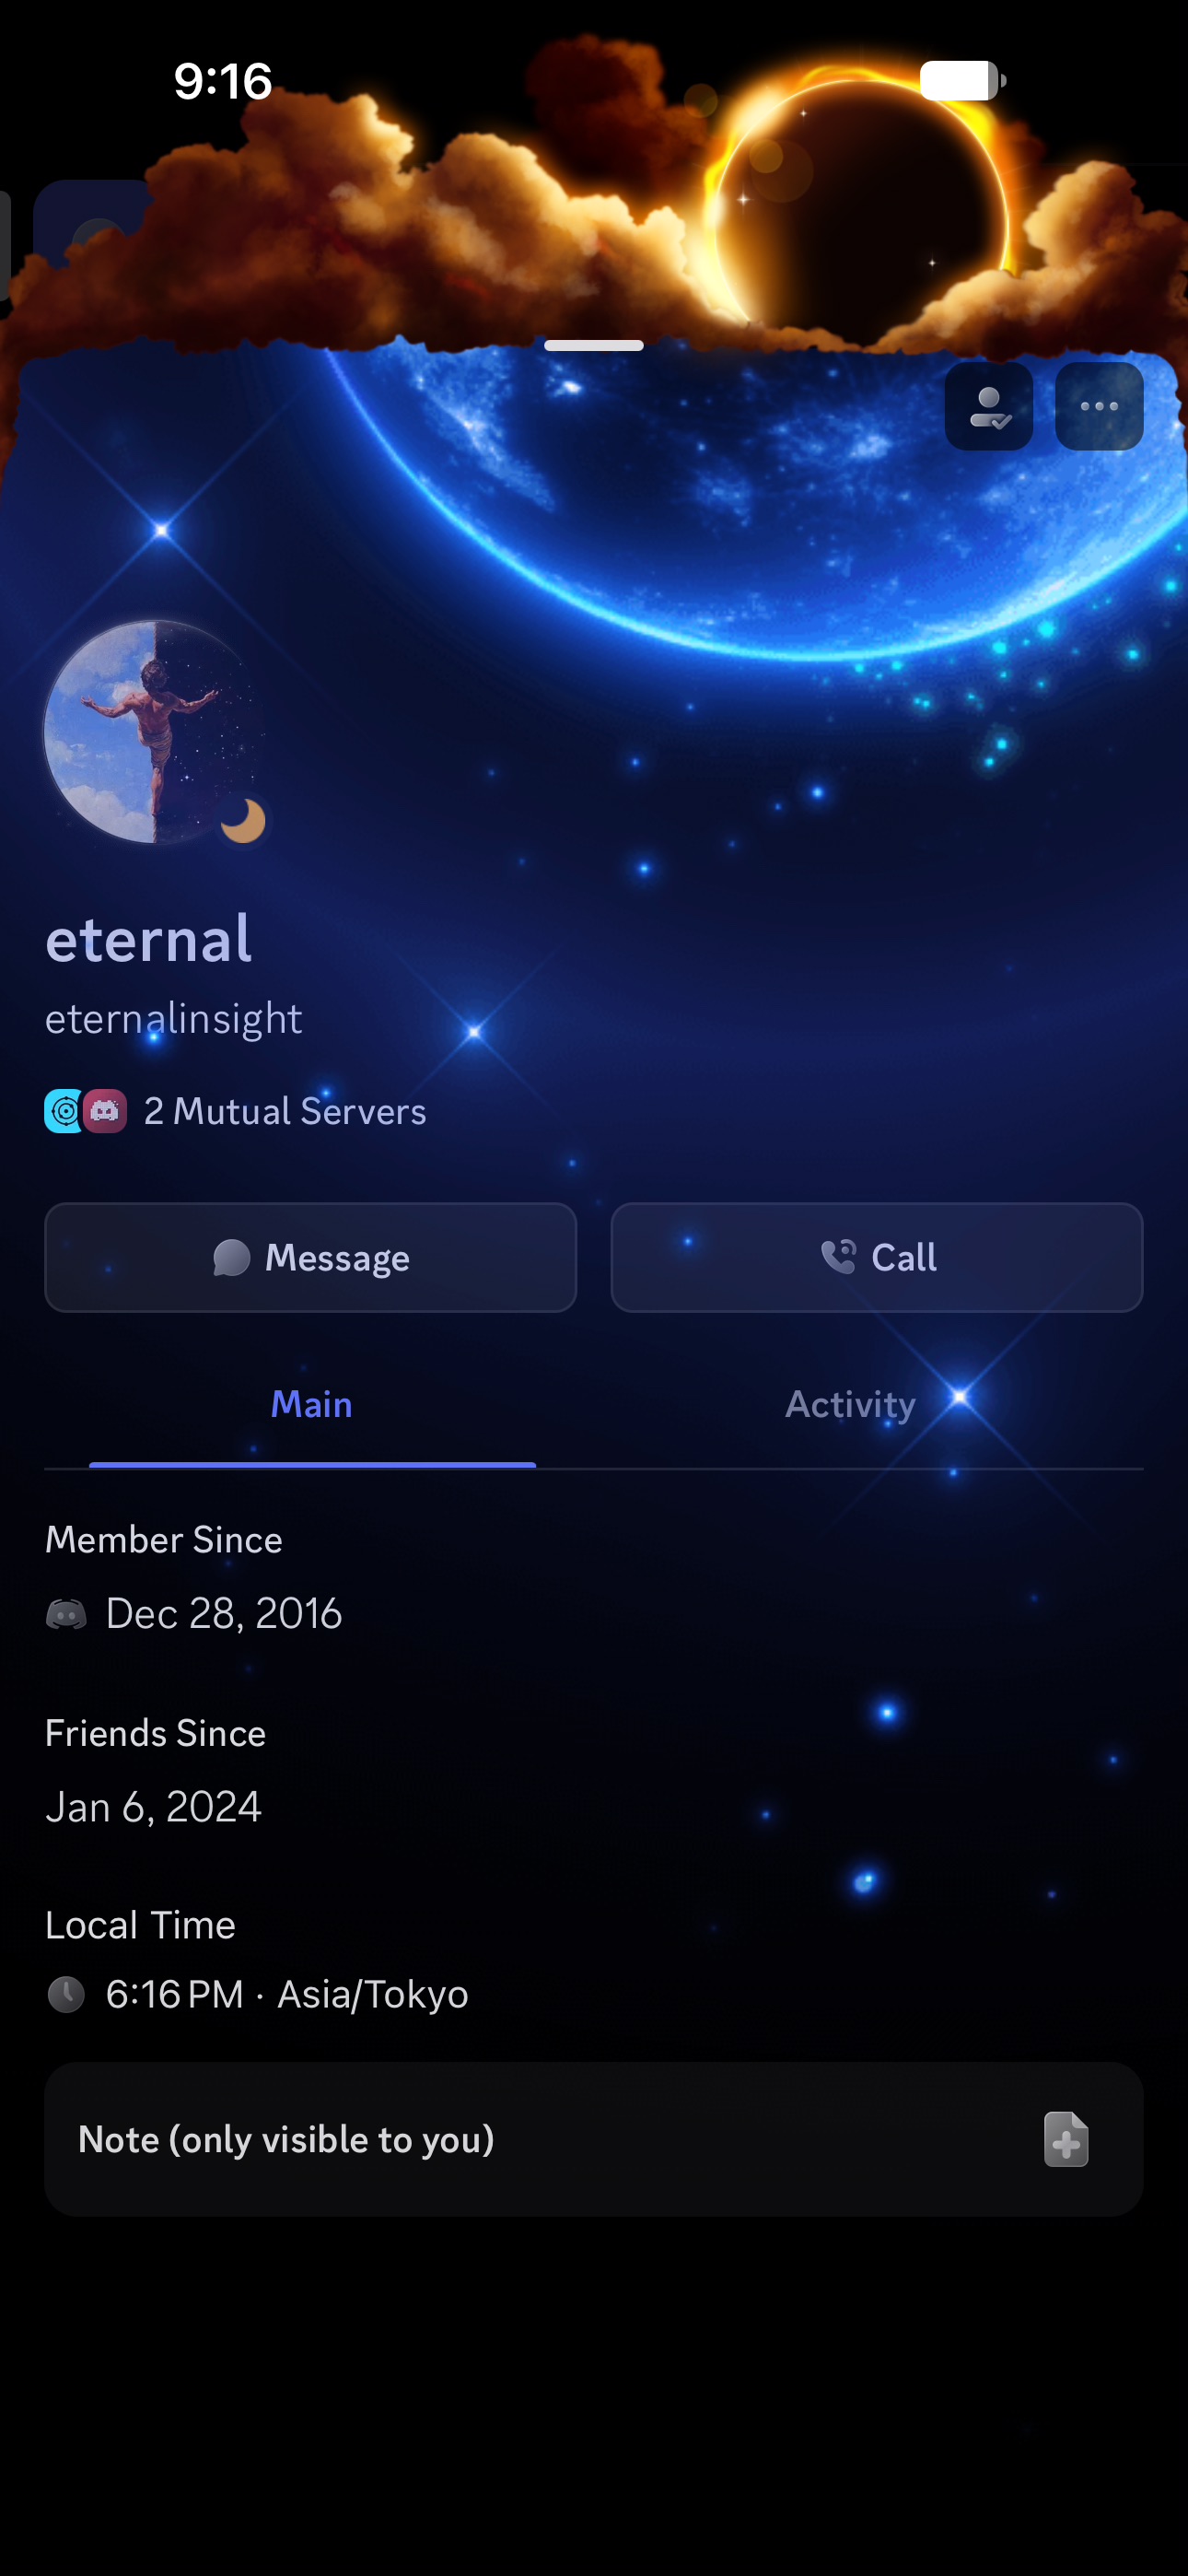 9:16
eternal
eternalinsight
2 Mutual Servers
Message
Call
Main
Activity
Member Since
Dec 28, 2016
Friends Since
Jan 6, 2024
Local Time
6:16 PM · Asia/Tokyo
Note (only visible to you)